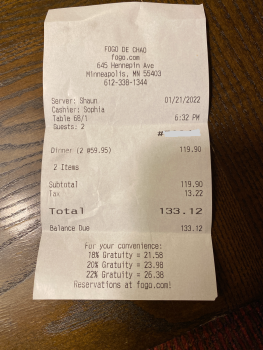 FOGO DE CHAO
fogo.com
645 Hennepin Ave
Minneapolis, MN 55403
612-338-1344
Server: Shaun 01/21/2022
Cashier: Sophia
Table 68/1 6:32 PM
Guests: 2
#
Dinner (2 @59.95) 119.90
2 Items
Subtotal 119.90
Tax 13.22
Total 133.12
Balance Due 133.12
For your convenience:
18% Gratuity = 21.58
20% Gratuity = 23.98
22% Gratuity = 26.38
Reservations at fogo.com!